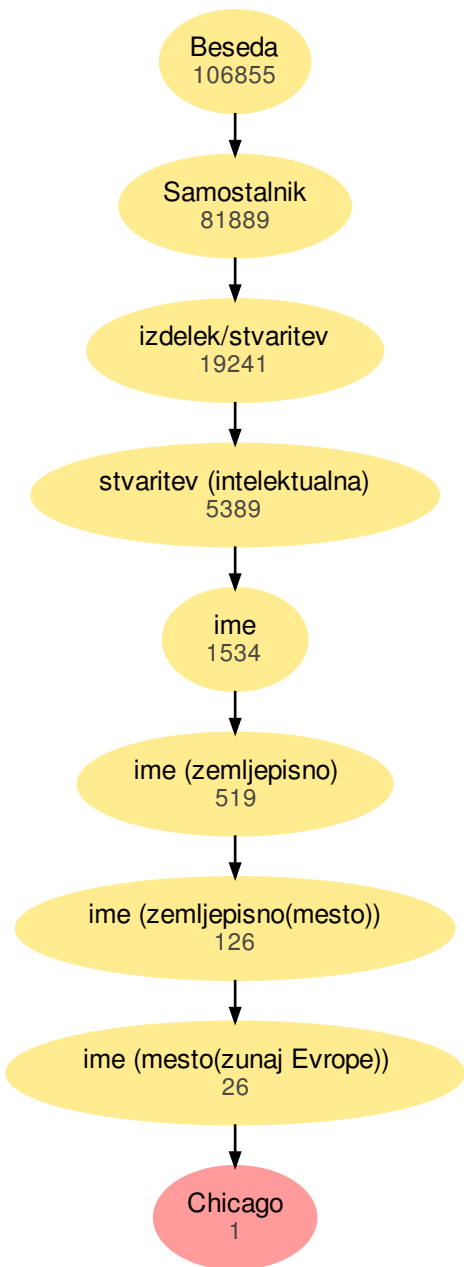 Beseda
106855
Samostalnik
81889
izdelek/stvaritev
19241
stvaritev (intelektualna)
5389
ime
1534
ime (zemljepisno)
519
ime (zemljepisno(mesto))
126
ime (mesto(zunaj Evrope))
26
Chicago
1